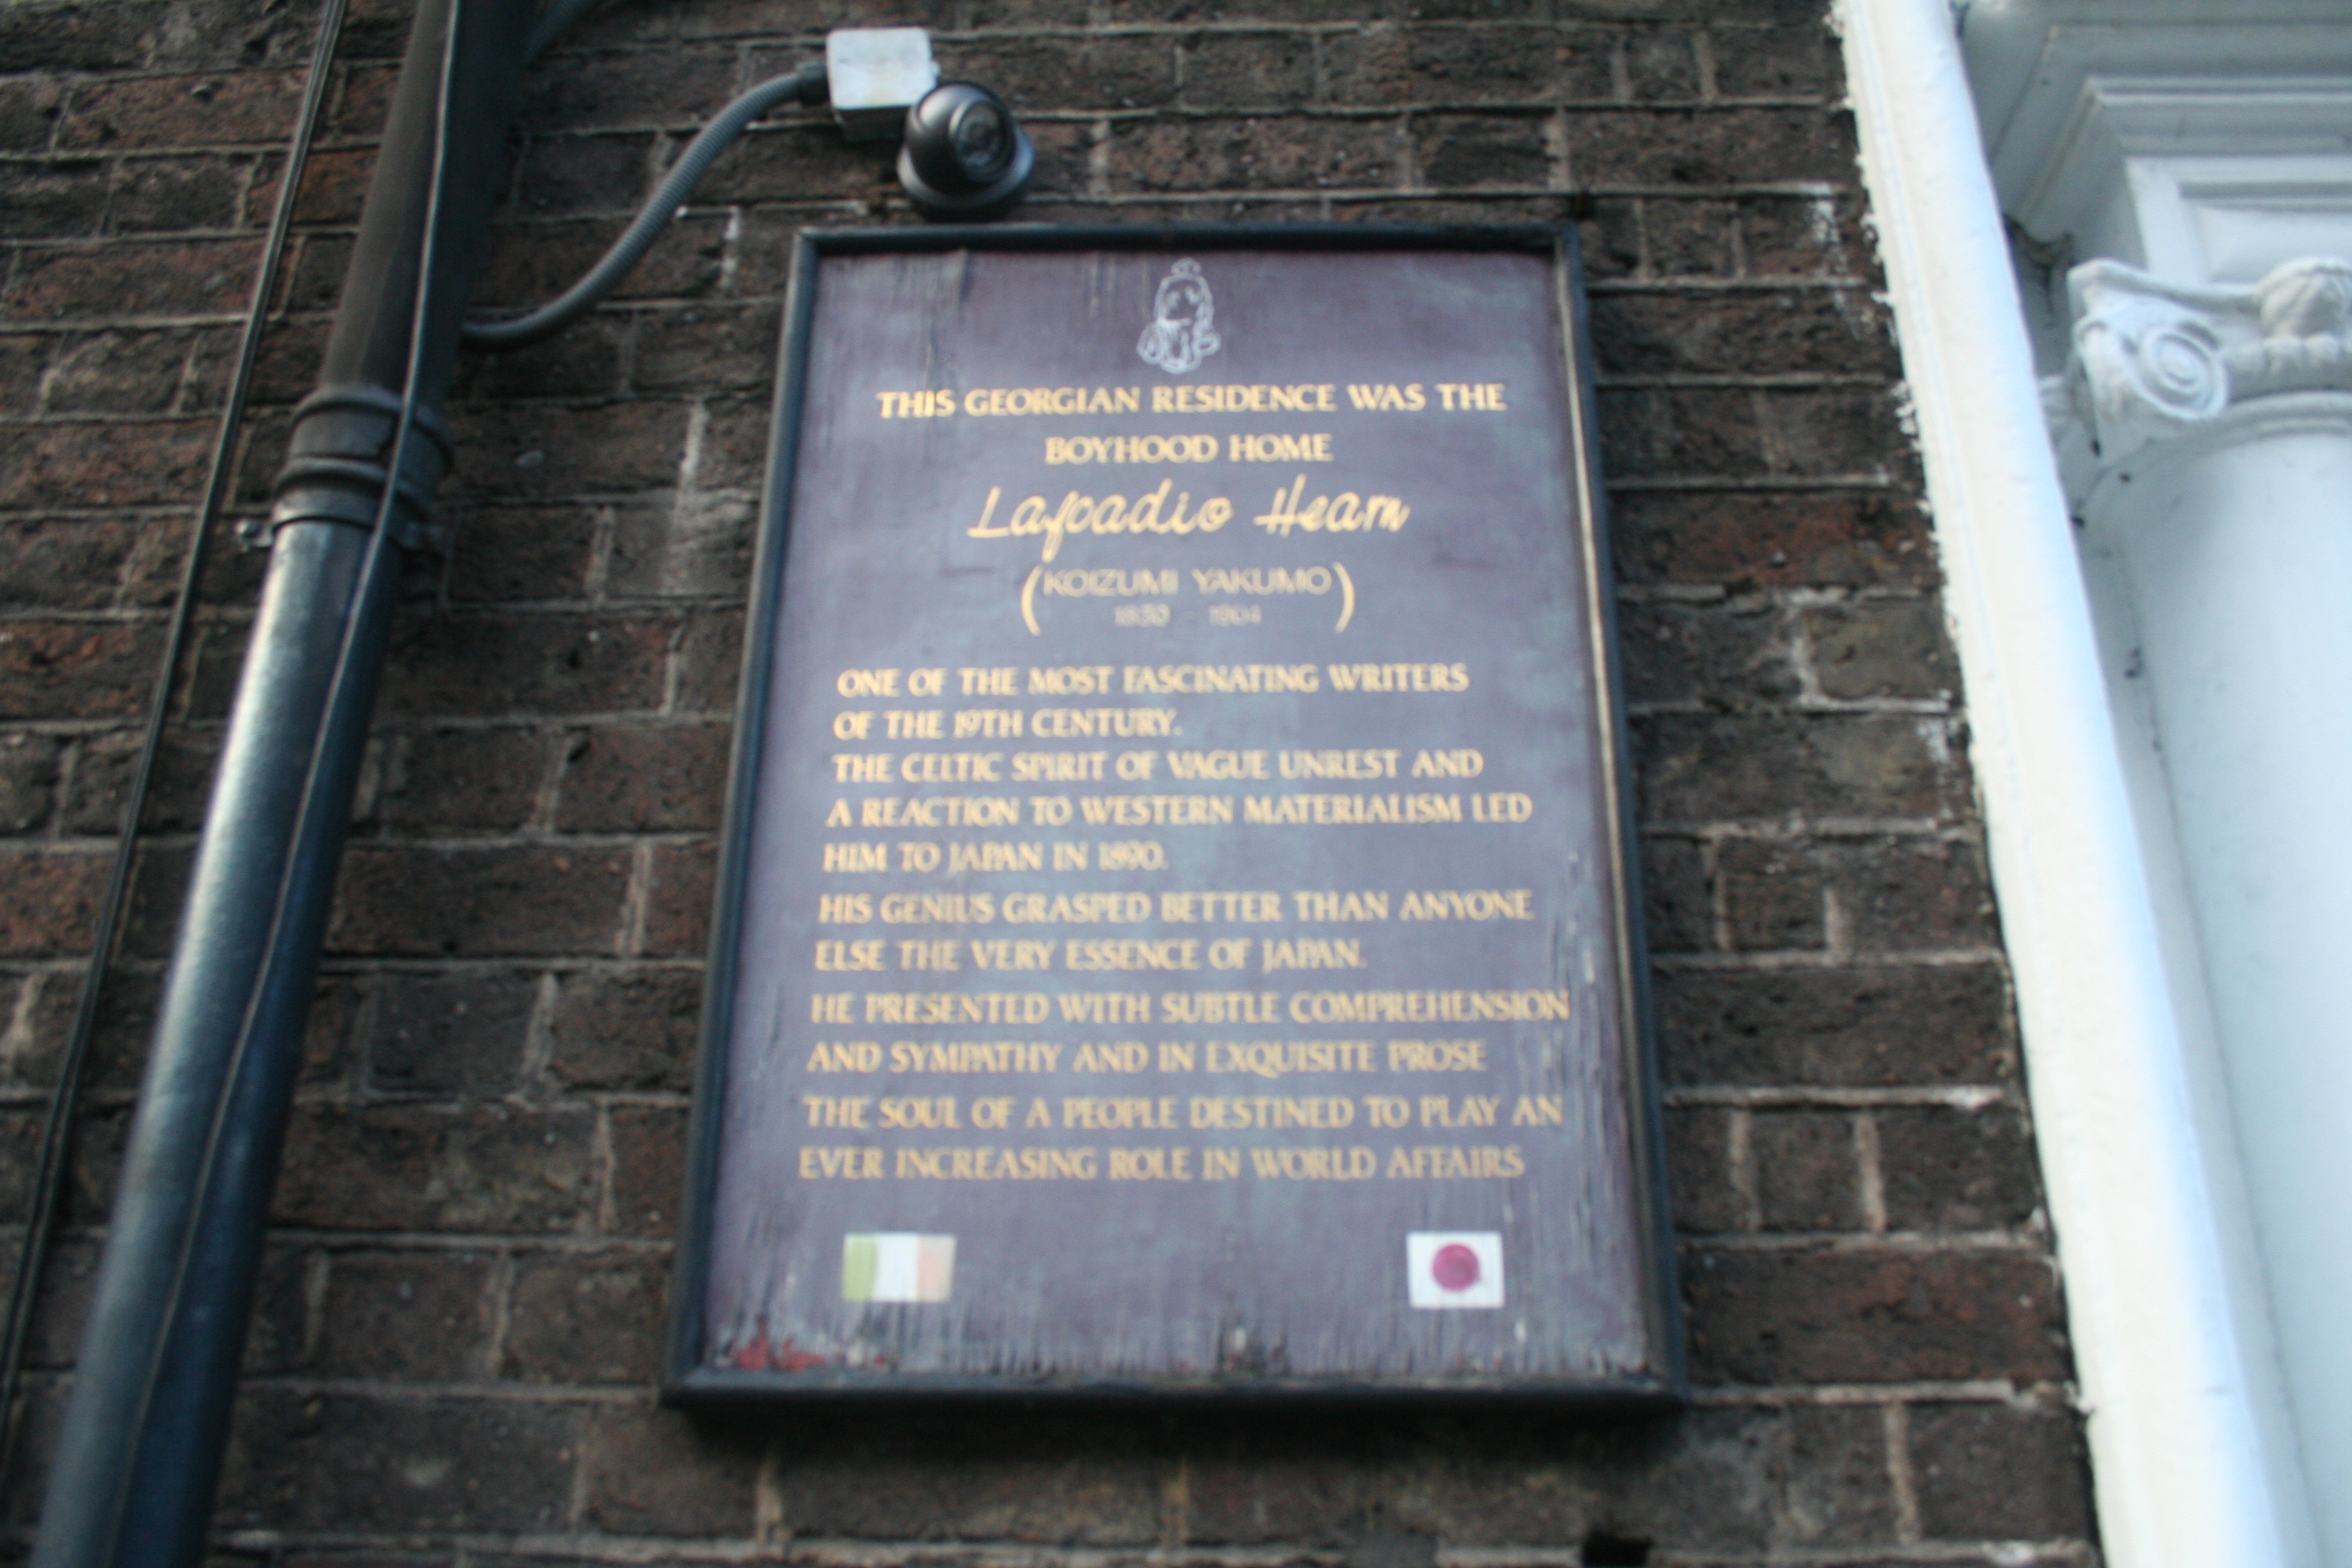 THIS GEORGIAN RESIDENCE WAS THE
BOYHOOD HOME
Lafcadio Hearn
(KOIZUMI YAKUMO)
1850 1904
ONE OF THE MOST FASCINATING WRITERS
OF THE 19TH CENTURY.
THE CELTIC SPIRIT OF VAGUE UNREST AND
A REACTION TO WESTERN MATERIALISM LED
HIM TO JAPAN IN 1890.
HIS GENIUS GRASPED BETTER THAN ANYONE
ELSE THE VERY ESSENCE OF JAPAN.
HE PRESENTED WITH SUBTLE COMPREHENSION
AND SYMPATHY AND IN EXQUISITE PROSE
THE SOUL OF A PEOPLE DESTINED TO PLAY AN
EVER INCREASING ROLE IN WORLD AFFAIRS